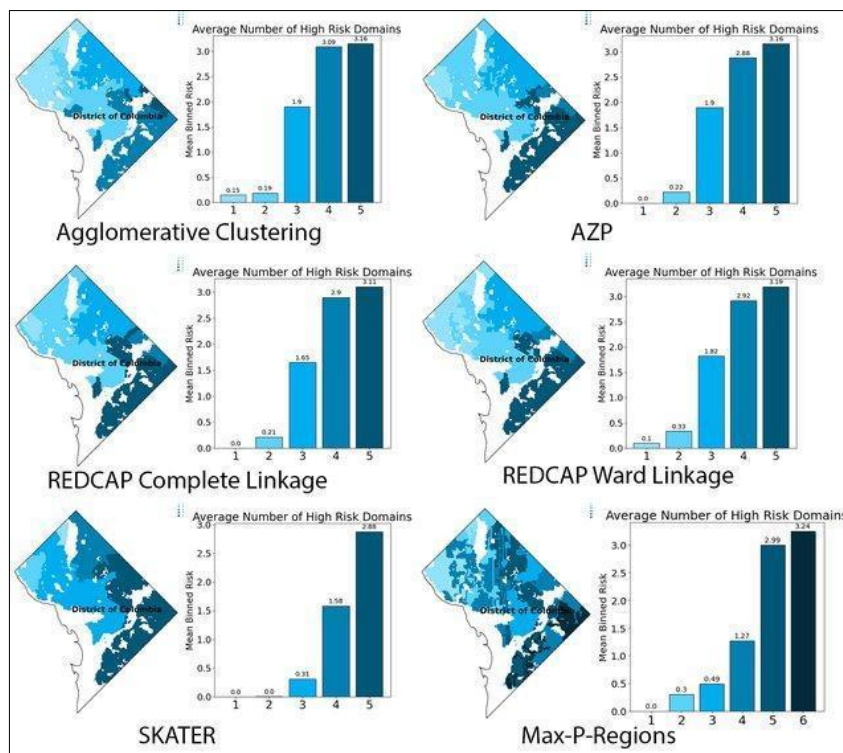 Average Number of High Risk Domains
Mean Binned Risk
3.0
2.5
2.0
1.5
1.0
0.5
0.0
0.15
0.19
1.9
3.09
3.16
1 2 3 4 5
District of Columbia
Agglomerative Clustering
Average Number of High Risk Domains
Mean Binned Risk
3.0
2.5
2.0
1.5
1.0
0.5
0.0
0.0
0.22
1.9
2.88
3.16
1 2 3 4 5
District of Columbia
AZP
Average Number of High Risk Domains
Mean Binned Risk
3.0
2.5
2.0
1.5
1.0
0.5
0.0
0.0
0.21
1.65
2.9
3.11
1 2 3 4 5
District of Columbia
REDCAP Complete Linkage
Average Number of High Risk Domains
Mean Binned Risk
3.0
2.5
2.0
1.5
1.0
0.5
0.0
0.1
0.33
1.82
2.92
3.19
1 2 3 4 5
District of Columbia
REDCAP Ward Linkage
Average Number of High Risk Domains
Mean Binned Risk
3.0
2.5
2.0
1.5
1.0
0.5
0.0
0.0
0.0
0.31
1.58
2.88
1 2 3 4 5
District of Columbia
SKATER
Average Number of High Risk Domains
Mean Binned Risk
3.0
2.5
2.0
1.5
1.0
0.5
0.0
0.0
0.3
0.49
1.27
2.99
3.24
1 2 3 4 5 6
District of Columbia
Max-P-Regions